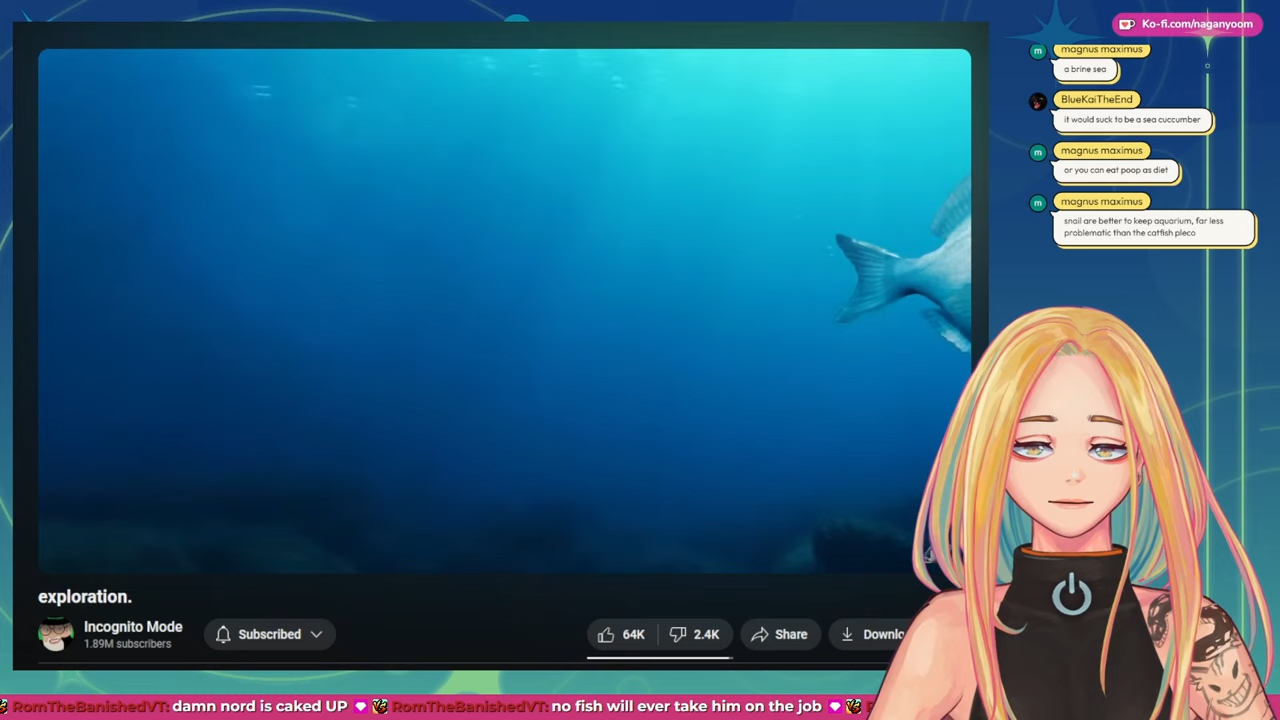 Ko-fi.com/naganyoom
m
magnus maximus
a brine sea
BlueKaiTheEnd
it would suck to be a sea cuccumber
m
magnus maximus
or you can eat poop as diet
m
magnus maximus
snail are better to keep aquarium, far less
problematic than the catfish pleco
exploration.
Incognito Mode
1.89M subscribers
Subscribed
64K
2.4K
Share
Downlo
RomTheBanishedVT: damn nord is caked UP RomTheBanishedVT: no fish will ever take him on the job